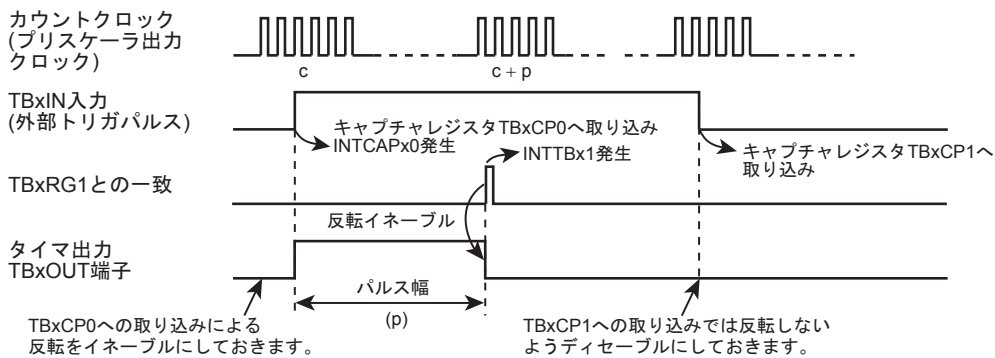 カウントクロック
(プリスケーラ出力
クロック)
c
c + p
TBxIN入力
(外部トリガパルス)
キャプチャレジスタTBxCP0へ取り込み
INTCAPx0発生
INTTBx1発生
キャプチャレジスタTBxCP1へ
取り込み
TBxRG1との一致
反転イネーブル
タイマ出力
TBxOUT端子
パルス幅
(p)
TBxCP0への取り込みによる
反転をイネーブルにしておきます。
TBxCP1への取り込みでは反転しない
ようディセーブルにしておきます。